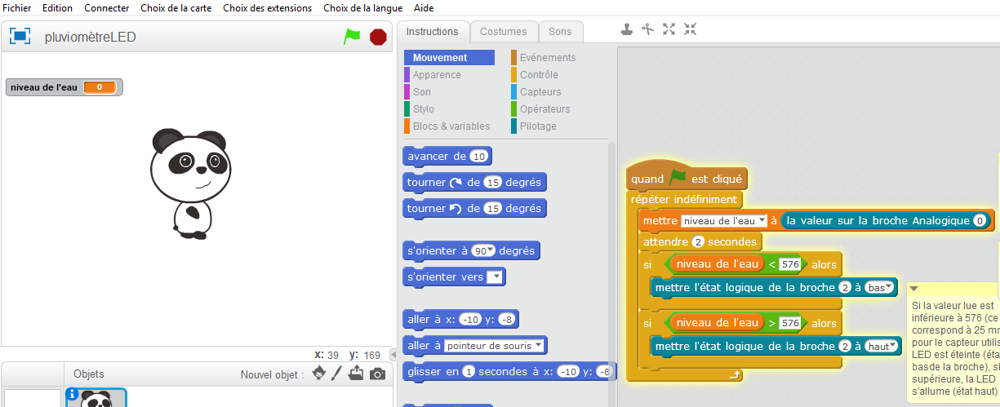 Fichier Edition Connecter Choix de la carte Choix des extensions Choix de la langue Aide
pluviomètreLED
niveau de l'eau 0
x: 39 y: 169
Objets Nouvel objet :
Instructions Costumes Sons
Mouvement Evénements
Apparence Contrôle
Son Capteurs
Stylo Opérateurs
Blocs & variables Pilotage
avancer de 10
tourner de 15 degrés
tourner de 15 degrés
s'orienter à 90 degrés
s'orienter vers
aller à x: -10 y: -8
aller à pointeur de souris
glisser en 1 secondes à x: -10 y: -8
quand est cliqué
répéter indéfiniment
mettre niveau de l'eau à la valeur sur la broche Analogique 0
attendre 2 secondes
si niveau de l'eau < 576 alors
mettre l'état logique de la broche 2 à bas
si niveau de l'eau > 576 alors
mettre l'état logique de la broche 2 à haut
Si la valeur lue est
inférieure à 576 (ce
correspond à 25 mm
pour le capteur utilis
LED est éteinte (éta
basde la broche), si
supérieure, la LED
s'allume (état haut)